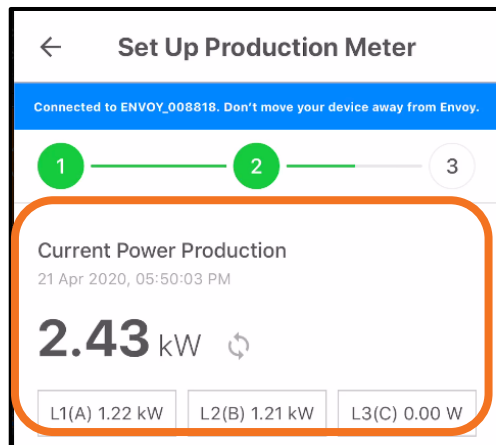 Set Up Production Meter
Connected to ENVOY_008818. Don't move your device away from Envoy.
1 2 3
Current Power Production
21 Apr 2020, 05:50:03 PM
2.43 kW
L1(A) 1.22 kW L2(B) 1.21 kW L3(C) 0.00 W